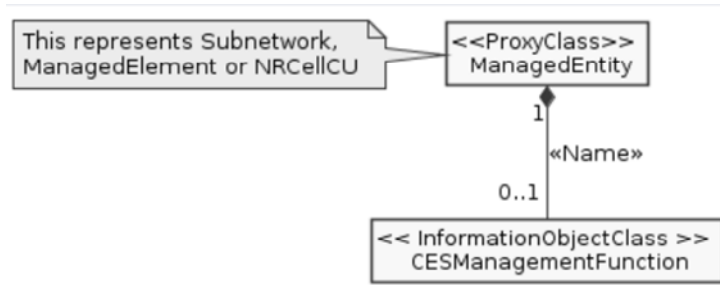 This represents Subnetwork,
ManagedElement or NRCellCU
<<ProxyClass>>
ManagedEntity
1
«Name»
0..1
<< InformationObjectClass >>
CESManagementFunction